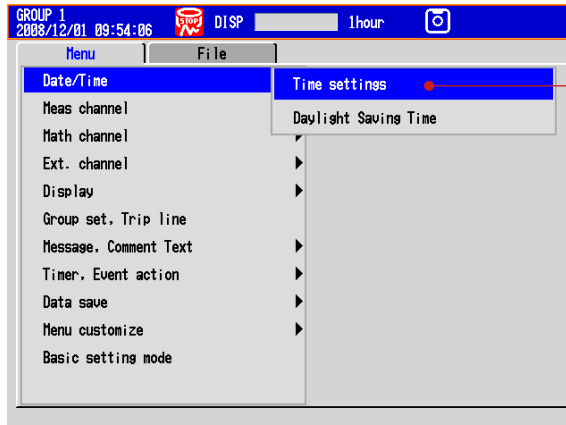 GROUP 1
2008/12/01 09:54:06
STOP
DISP
1hour
Menu
File
Date/Time
Time settings
Daylight Saving Time
Meas channel
Math channel
Ext. channel
Display
Group set, Trip line
Message, Comment Text
Timer, Event action
Data save
Menu customize
Basic setting mode